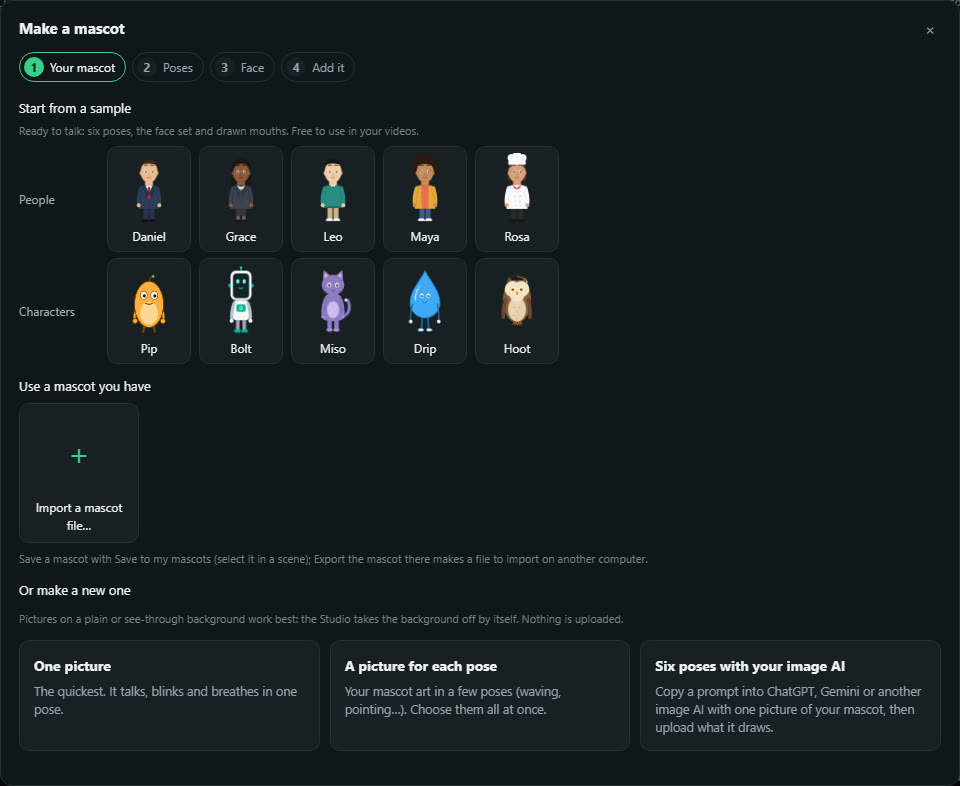 Make a mascot
×
1 Your mascot
2 Poses
3 Face
4 Add it
Start from a sample
Ready to talk: six poses, the face set and drawn mouths. Free to use in your videos.
People
Daniel
Grace
Leo
Maya
Rosa
Characters
Pip
Bolt
Miso
Drip
Hoot
Use a mascot you have
+
Import a mascot
file...
Save a mascot with Save to my mascots (select it in a scene); Export the mascot there makes a file to import on another computer.
Or make a new one
Pictures on a plain or see-through background work best: the Studio takes the background off by itself. Nothing is uploaded.
One picture
The quickest. It talks, blinks and breathes in one
pose.
A picture for each pose
Your mascot art in a few poses (waving,
pointing...). Choose them all at once.
Six poses with your image AI
Copy a prompt into ChatGPT, Gemini or another
image AI with one picture of your mascot, then
upload what it draws.